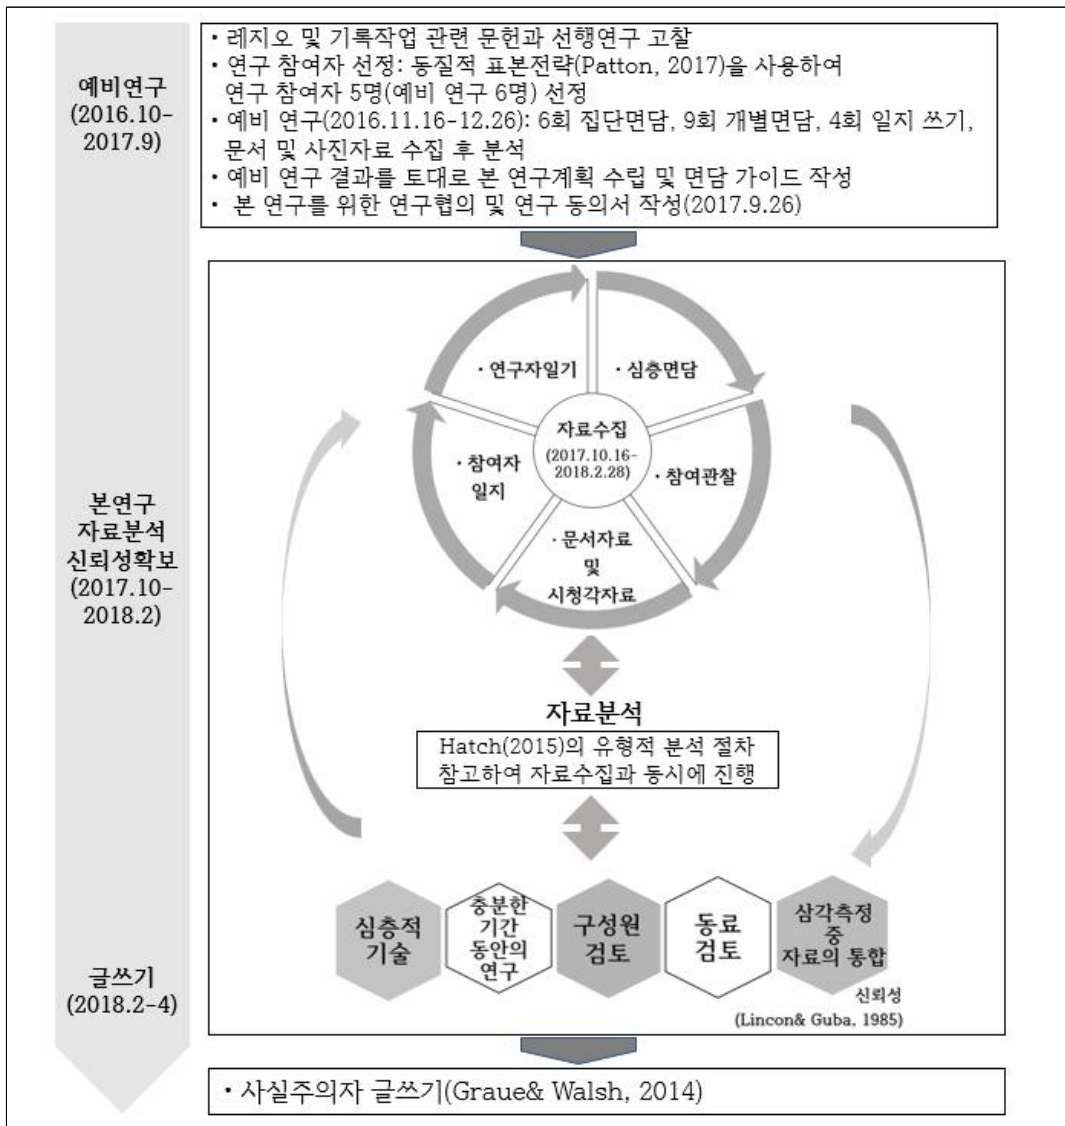 예비연구
(2016.10-
2017.9)
• 레지오 및 기록작업 관련 문헌과 선행연구 고찰
• 연구 참여자 선정: 동질적 표본전략(Patton, 2017)을 사용하여
연구 참여자 5명(예비 연구 6명) 선정
• 예비 연구(2016.11.16-12.26): 6회 집단면담, 9회 개별면담, 4회 일지 쓰기,
문서 및 사진자료 수집 후 분석
• 예비 연구 결과를 토대로 본 연구계획 수립 및 면담 가이드 작성
• 본 연구를 위한 연구협의 및 연구 동의서 작성(2017.9.26)
본연구
자료분석
신뢰성확보
(2017.10-
2018.2)
· 연구자일기
· 심층면담
자료수집
(2017.10.16-
2018.2.28)
· 참여자
일지
· 참여관찰
· 문서자료
및
시청각자료
자료분석
Hatch(2015)의 유형적 분석 절차
참고하여 자료수집과 동시에 진행
심층적
기술
충분한
기간
동안의
연구
구성원
검토
동료
검토
삼각측정
중
자료의 통합
신뢰성
(Lincon& Guba, 1985)
글쓰기
(2018.2-4)
• 사실주의자 글쓰기(Graue& Walsh, 2014)